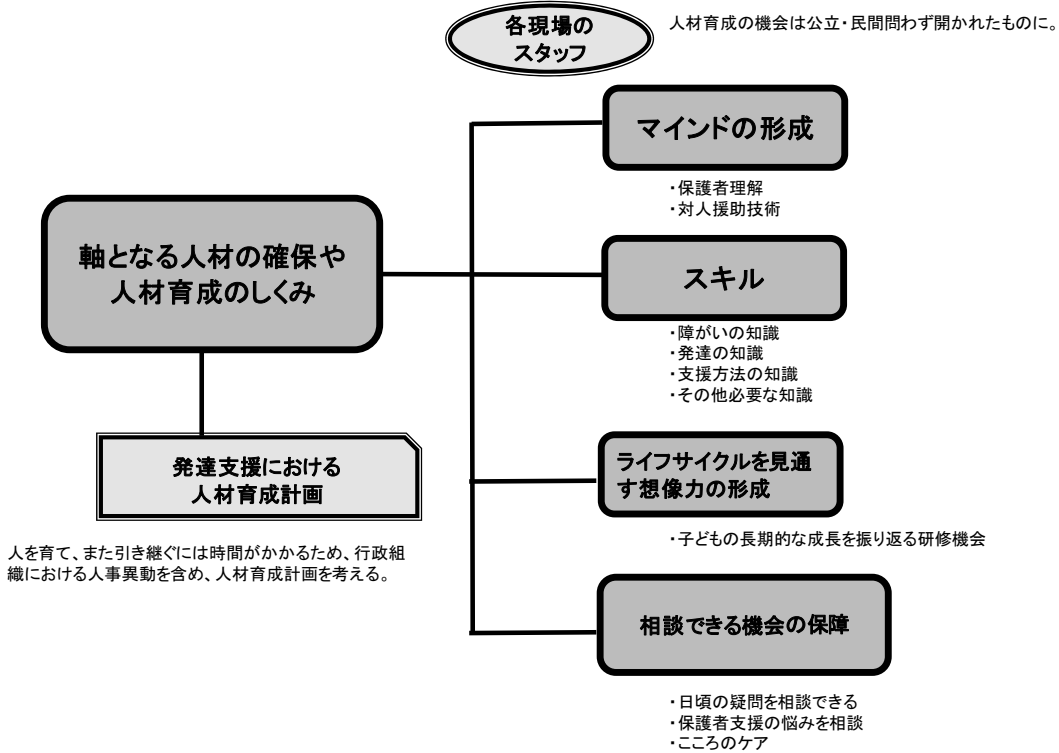 各現場の
スタッフ
人材育成の機会は公立・民間問わず開かれたものに。
マインドの形成
・保護者理解
・対人援助技術
軸となる人材の確保や
人材育成のしくみ
スキル
・障がいの知識
・発達の知識
・支援方法の知識
・その他必要な知識
発達支援における
人材育成計画
人を育て、また引き継ぐには時間がかかるため、行政組
織における人事異動を含め、人材育成計画を考える。
ライフサイクルを見通
す想像力の形成
・子どもの長期的な成長を振り返る研修機会
相談できる機会の保障
・日頃の疑問を相談できる
・保護者支援の悩みを相談
・こころのケア